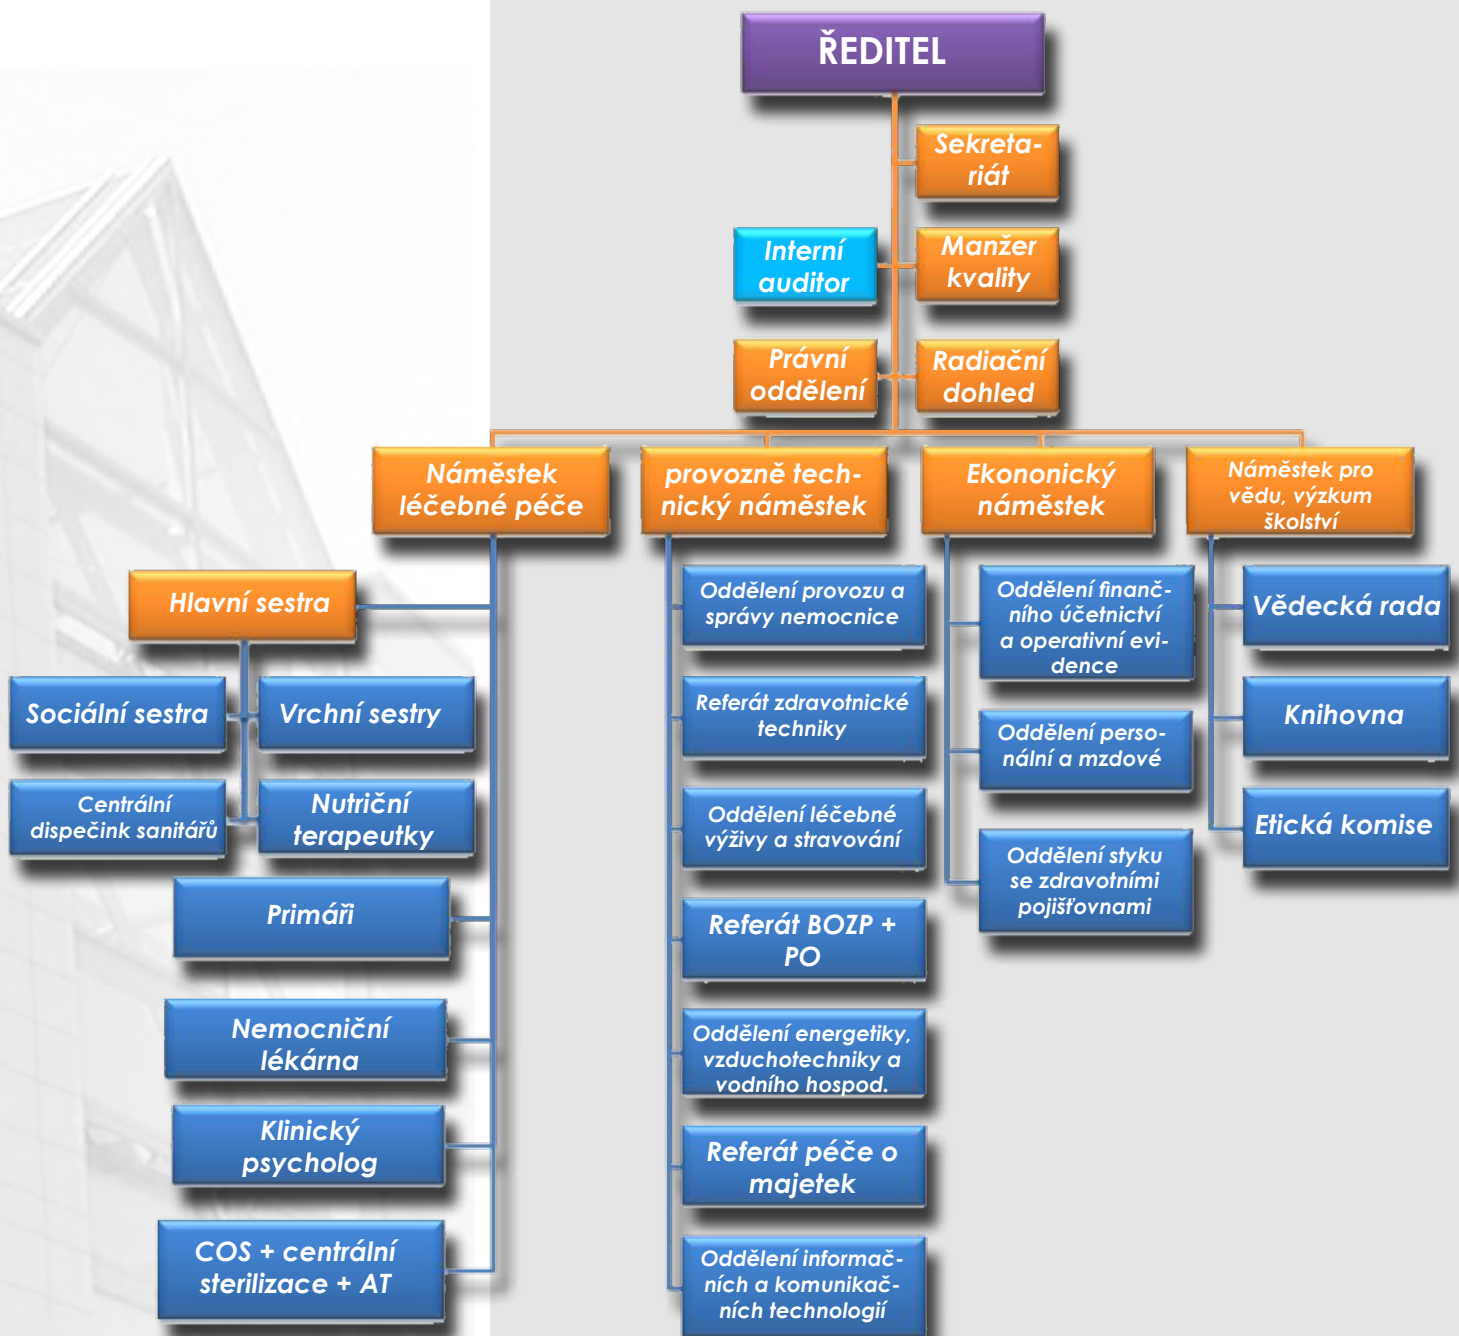 ŘEDITEL
Sekreta-
riát
Interní
auditor
Manžer
kvality
Právní
oddělení
Radiační
dohled
Náměstek
léčebné péče
provozně tech-
nický náměstek
Ekononický
náměstek
Náměstek pro
vědu, výzkum
školství
Hlavní sestra
Sociální sestra
Vrchní sestry
Centrální
dispečink sanitářů
Nutriční
terapeutky
Primáři
Nemocniční
lékárna
Klinický
psycholog
COS + centrální
sterilizace + AT
Oddělení provozu a
správy nemocnice
Referát zdravotnické
techniky
Oddělení léčebné
výživy a stravování
Referát BOZP +
PO
Oddělení energetiky,
vzduchotechniky a
vodního hospod.
Referát péče o
majetek
Oddělení informač-
ních a komunikač-
ních technologií
Oddělení finanč-
ního účetnictví
a operativní evi-
dence
Oddělení perso-
nální a mzdové
Oddělení styku
se zdravotními
pojišťovnami
Vědecká rada
Knihovna
Etická komise